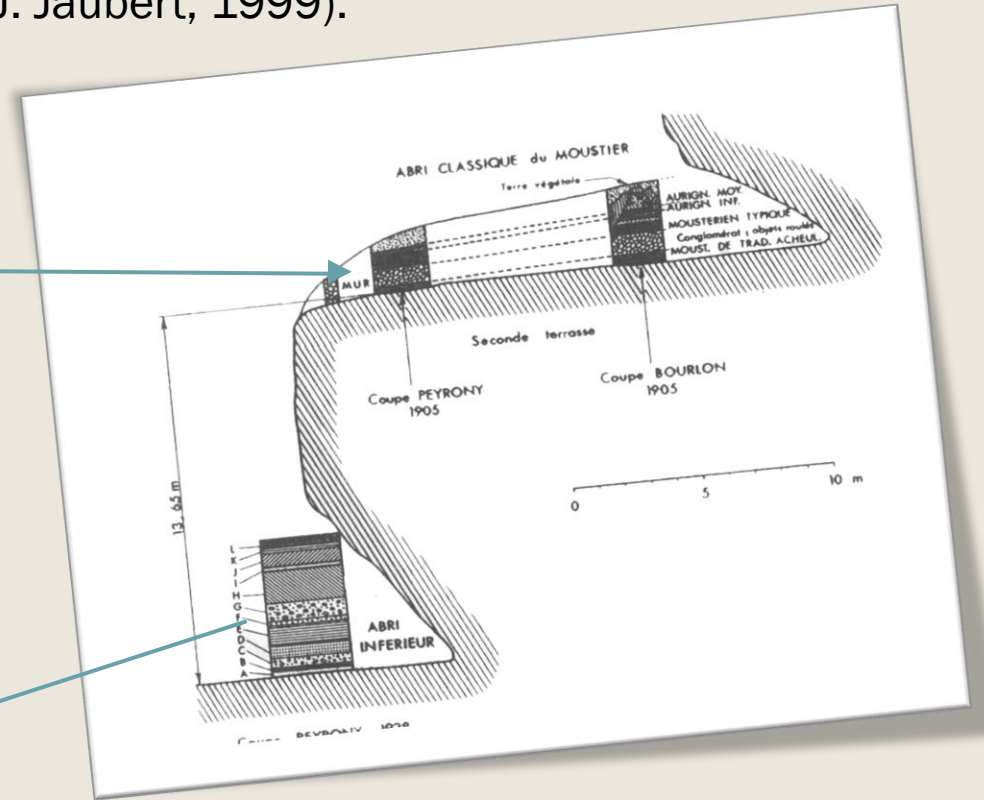 J. Jaubert, 1999).
ABRI CLASSIQUE du MOUSTIER
Terre végétale
AURIGN. MOY.
AURIGN. INF.
MOUSTERIEN TYPIQUE
Conglomérat : objets roulés
MOUST. DE TRAD. ACHEUL.
MUR
Seconde terrasse
Coupe PEYRONY
1905
Coupe BOURLON
1905
13,65 m
0 5 10 m
L
K
J
I
H
G
F
E
D
C
B
A
ABRI
INFERIEUR